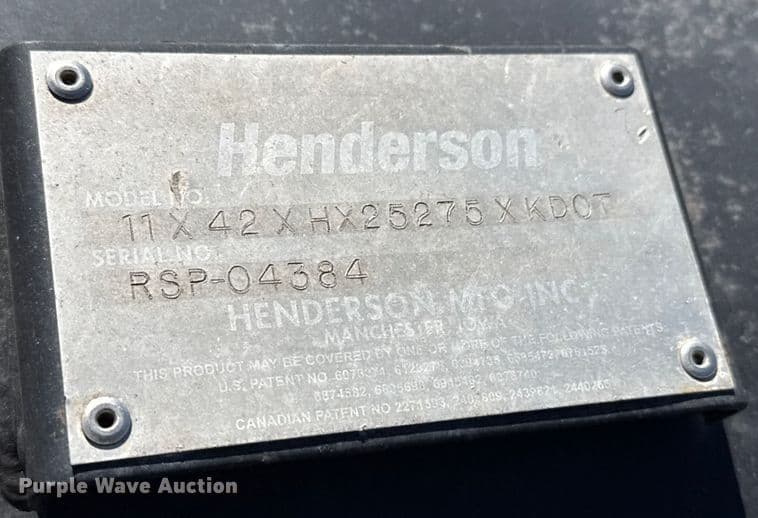 Henderson
MODEL NO.
11 X 42 X HX25275 X KDOT
SERIAL NO.
RSP-04384
HENDERSON MFG INC.
MANCHESTER, IOWA
THIS PRODUCT MAY BE COVERED BY ONE OR MORE OF THE FOLLOWING PATENTS
U.S. PATENT NO
CANADIAN PATENT NO 2271593,
Purple Wave Auction